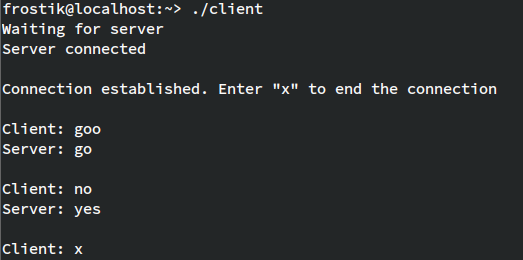 frostik@localhost:~> ./client
Waiting for server
Server connected
Connection established. Enter "x" to end the connection
Client: goo
Server: go
Client: no
Server: yes
Client: x